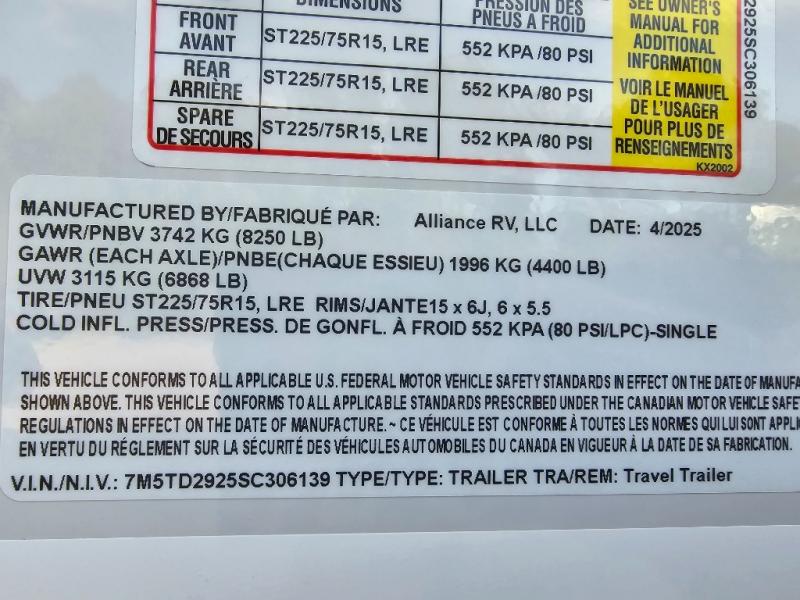 DIMENSIONS
PRESSION DES
PNEUS A FROID
SEE OWNER'S
MANUAL FOR
ADDITIONAL
INFORMATION
FRONT
AVANT
ST225/75R15, LRE
552 KPA /80 PSI
REAR
ARRIÈRE
ST225/75R15, LRE
552 KPA /80 PSI
VOIR LE MANUEL
DE L'USAGER
POUR PLUS DE
RENSEIGNEMENTS
SPARE
DE SECOURS
ST225/75R15, LRE
552 KPA /80 PSI
KX2002
2925SC306139
MANUFACTURED BY/FABRIQUÉ PAR: Alliance RV, LLC DATE: 4/2025
GVWR/PNBV 3742 KG (8250 LB)
GAWR (EACH AXLE)/PNBE(CHAQUE ESSIEU) 1996 KG (4400 LB)
UVW 3115 KG (6868 LB)
TIRE/PNEU ST225/75R15, LRE RIMS/JANTE15 x 6J, 6 x 5.5
COLD INFL. PRESS/PRESS. DE GONFL. À FROID 552 KPA (80 PSI/LPC)-SINGLE
THIS VEHICLE CONFORMS TO ALL APPLICABLE U.S. FEDERAL MOTOR VEHICLE SAFETY STANDARDS IN EFFECT ON THE DATE OF MANUFA
SHOWN ABOVE. THIS VEHICLE CONFORMS TO ALL APPLICABLE STANDARDS PRESCRIBED UNDER THE CANADIAN MOTOR VEHICLE SAFE
REGULATIONS IN EFFECT ON THE DATE OF MANUFACTURE. ~ CE VÉHICULE EST CONFORME À TOUTES LES NORMES QUI LUI SONT APPLI
EN VERTU DU RÉGLEMENT SUR LA SÉCURITÉ DES VÉHICULES AUTOMOBILES DU CANADA EN VIGUEUR À LA DATE DE SA FABRICATION.
V.I.N./N.I.V.: 7M5TD2925SC306139 TYPE/TYPE: TRAILER TRA/REM: Travel Trailer